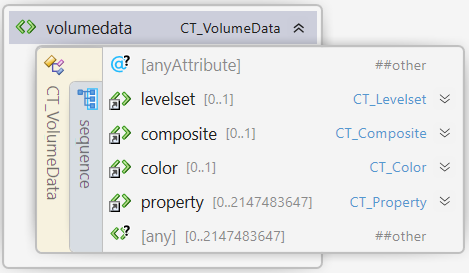 volumedata CT_VolumeData
[anyAttribute] ##other
levelset [0..1] CT_Levelset
composite [0..1] CT_Composite
color [0..1] CT_Color
property [0..2147483647] CT_Property
[any] [0..2147483647] ##other
CT_VolumeData
sequence